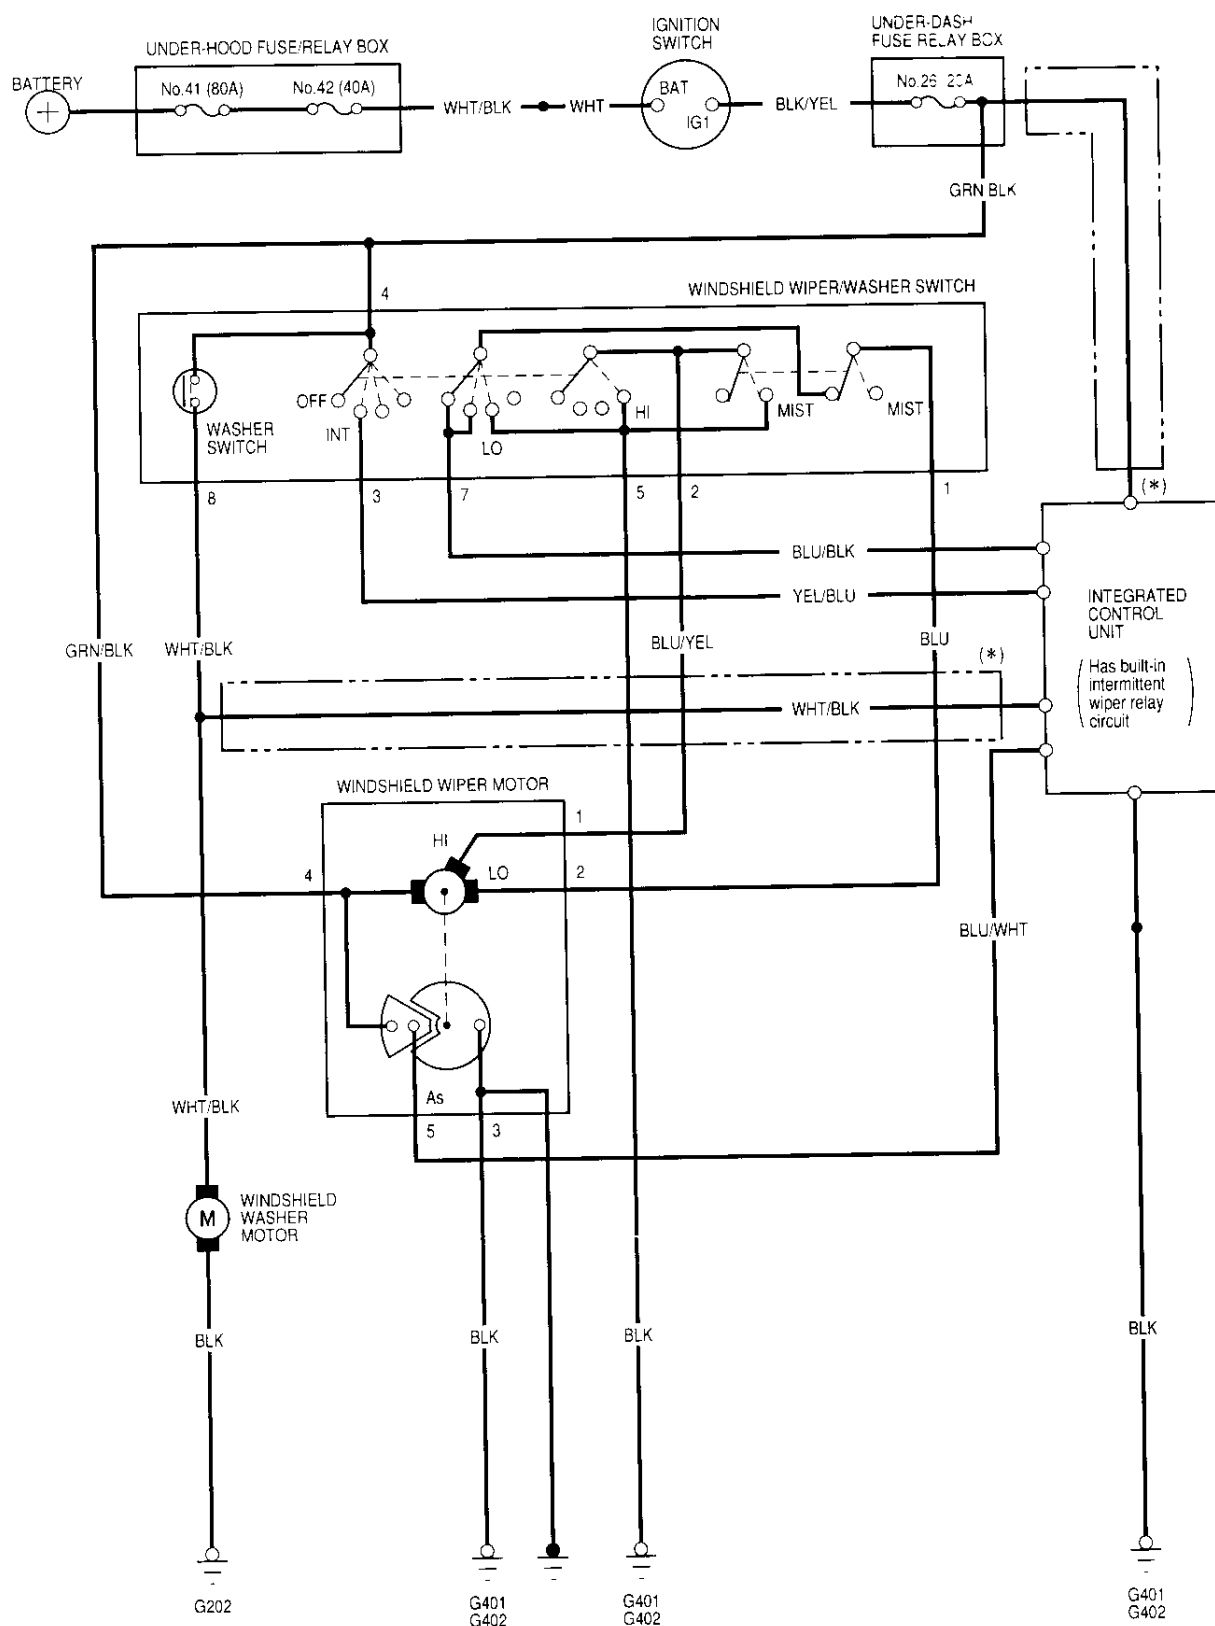 IGNITION
SWITCH
UNDER-DASH
FUSE RELAY BOX
UNDER-HOOD FUSE/RELAY BOX
BATTERY
No.41 (80A)
No.42 (40A)
WHT/BLK
WHT
BAT
IG1
BLK/YEL
No.26 20A
GRN BLK
4
WINDSHIELD WIPER/WASHER SWITCH
OFF
INT
WASHER
SWITCH
LO
HI
MIST
MIST
8
3
7
5
2
1
(*)
BLU/BLK
YEL/BLU
INTEGRATED
CONTROL
UNIT
(Has built-in
intermittent
wiper relay
circuit)
GRN/BLK
WHT/BLK
BLU/YEL
BLU
(*)
WHT/BLK
WINDSHIELD WIPER MOTOR
1
HI
LO
4
2
BLU/WHT
As
5
3
WHT/BLK
M
WINDSHIELD
WASHER
MOTOR
BLK
BLK
BLK
BLK
G202
G401
G402
G401
G402
G401
G402